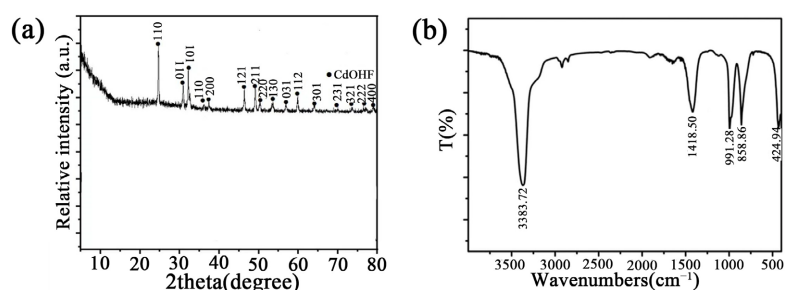 (a)
Relative intensity (a.u.)
110
011
101
110
200
121
211
220
130
031
112
301
231
321
222
400
CdOHF
10 20 30 40 50 60 70 80
2theta(degree)
(b)
T(%)
3383.72
1418.50
991.28
858.86
424.94
3500 3000 2500 2000 1500 1000 500
Wavenumbers(cm⁻¹)